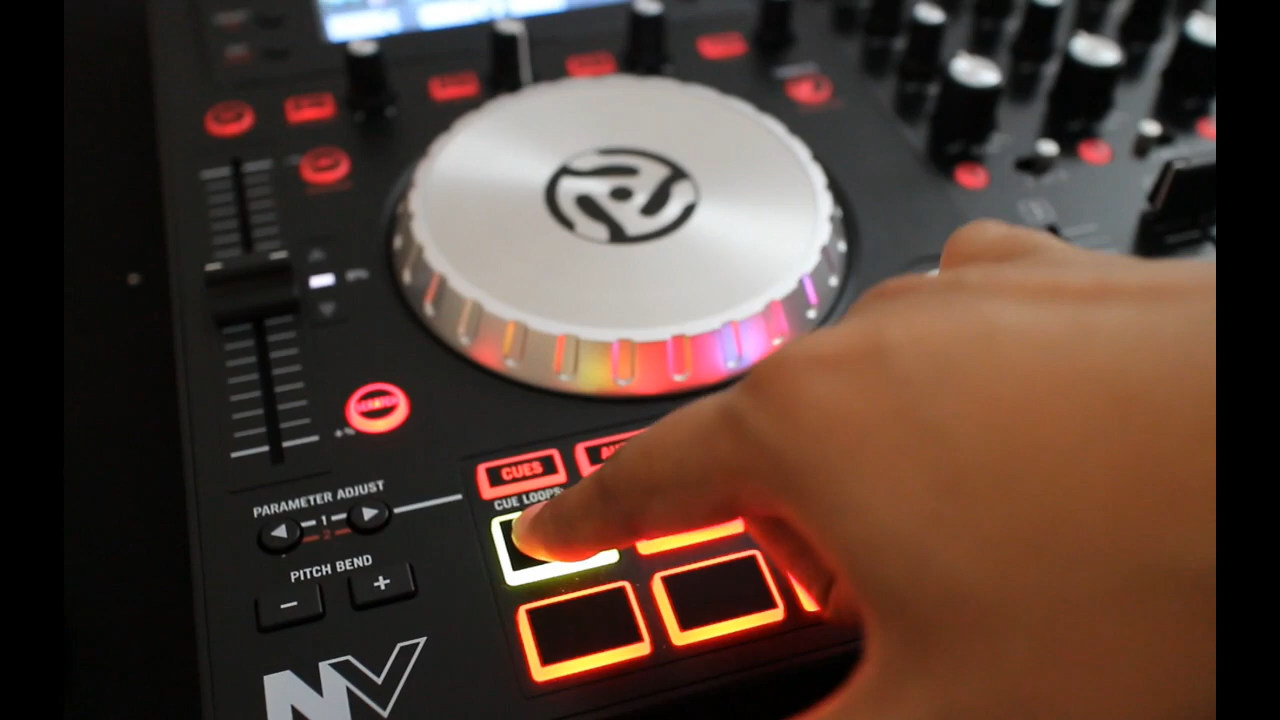 CUES
CUE LOOPS
PARAMETER ADJUST
1
2
PITCH BEND
− +
NV